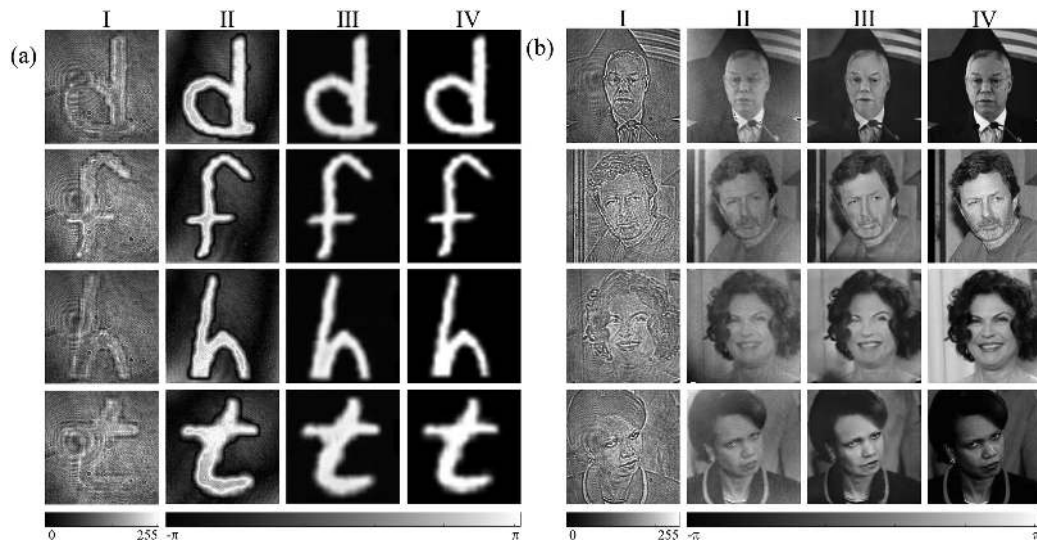 I II III IV I II III IV
(a) (b)
d
f
h
t
0 255 -π π 0 255 -π π